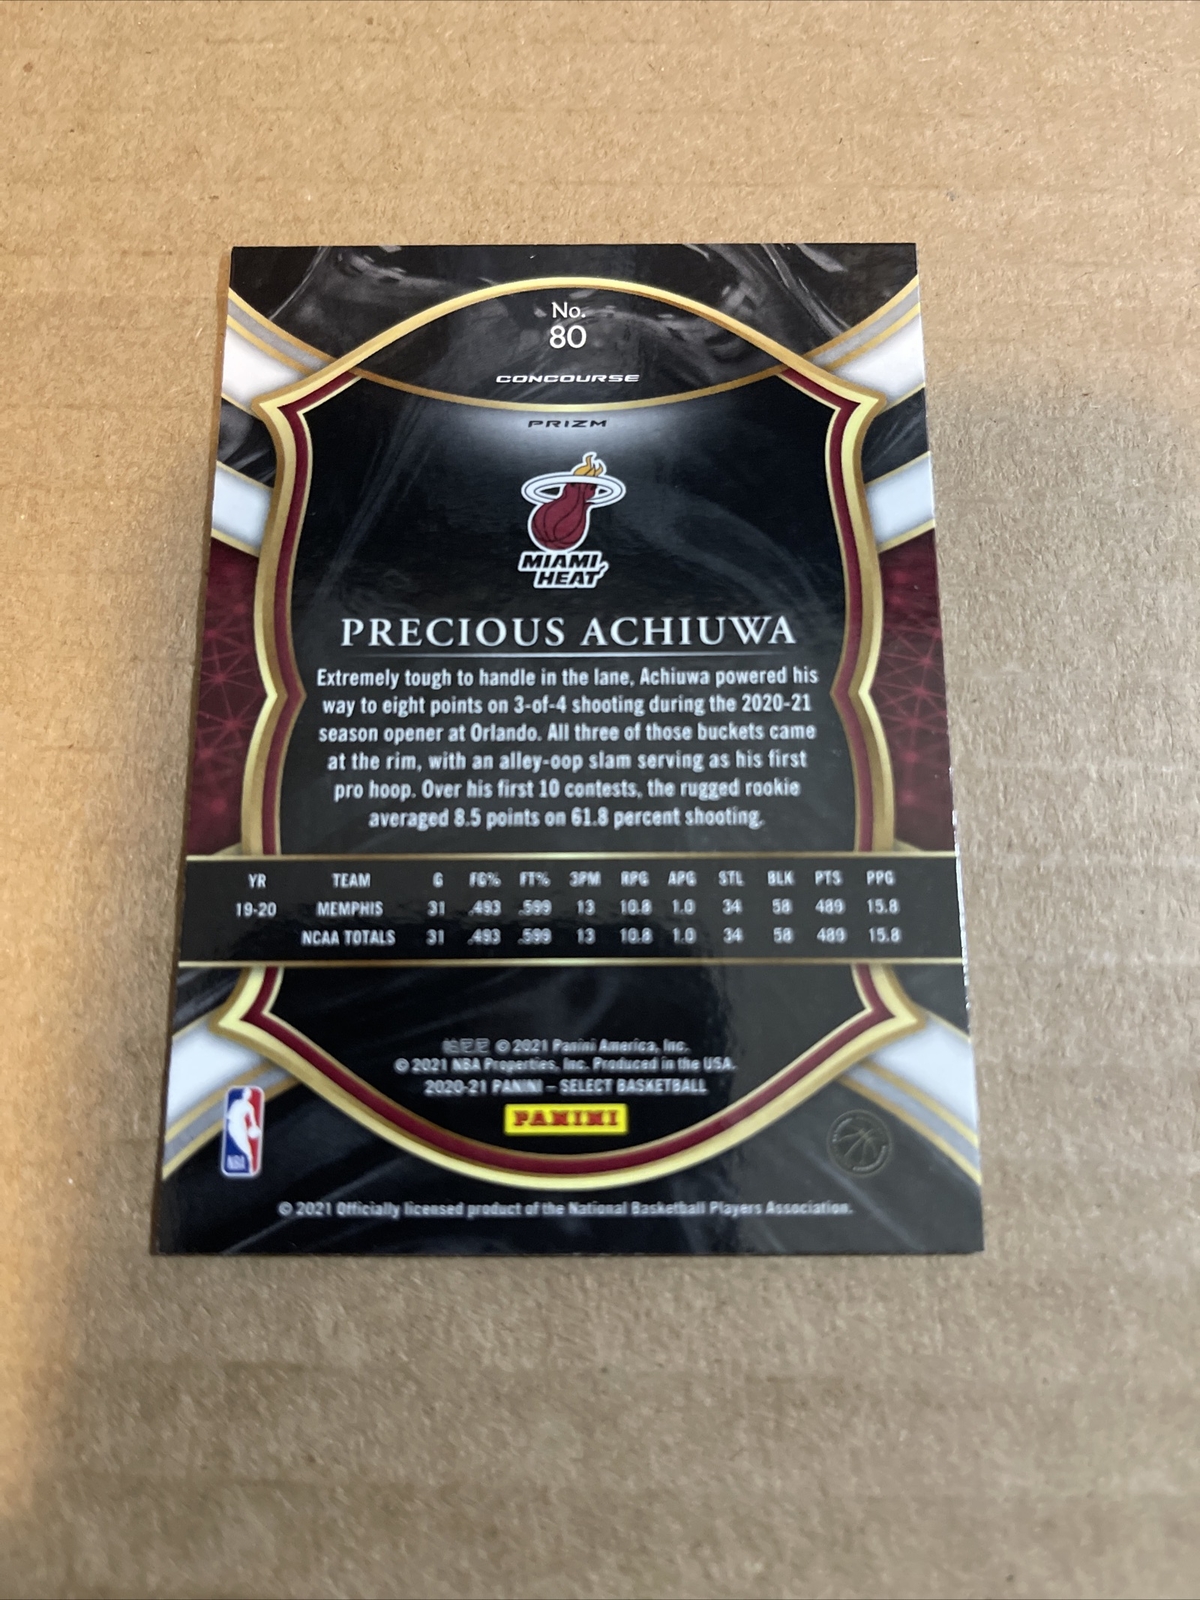 No.
80
CONCOURSE
PRIZM
MIAMI
HEAT
PRECIOUS ACHIUWA
Extremely tough to handle in the lane, Achiuwa powered his
way to eight points on 3-of-4 shooting during the 2020-21
season opener at Orlando. All three of those buckets came
at the rim, with an alley-oop slam serving as his first
pro hoop. Over his first 10 contests, the rugged rookie
averaged 8.5 points on 61.8 percent shooting.
YR TEAM G FG% FT% 3PM RPG APG STL BLK PTS PPG
19-20 MEMPHIS 31 .493 .599 13 10.8 1.0 34 58 489 15.8
NCAA TOTALS 31 .493 .599 13 10.8 1.0 34 58 489 15.8
帕尼尼 © 2021 Panini America, Inc.
© 2021 NBA Properties, Inc. Produced in the USA.
2020-21 PANINI – SELECT BASKETBALL
PANINI
NBA
© 2021 Officially licensed product of the National Basketball Players Association.